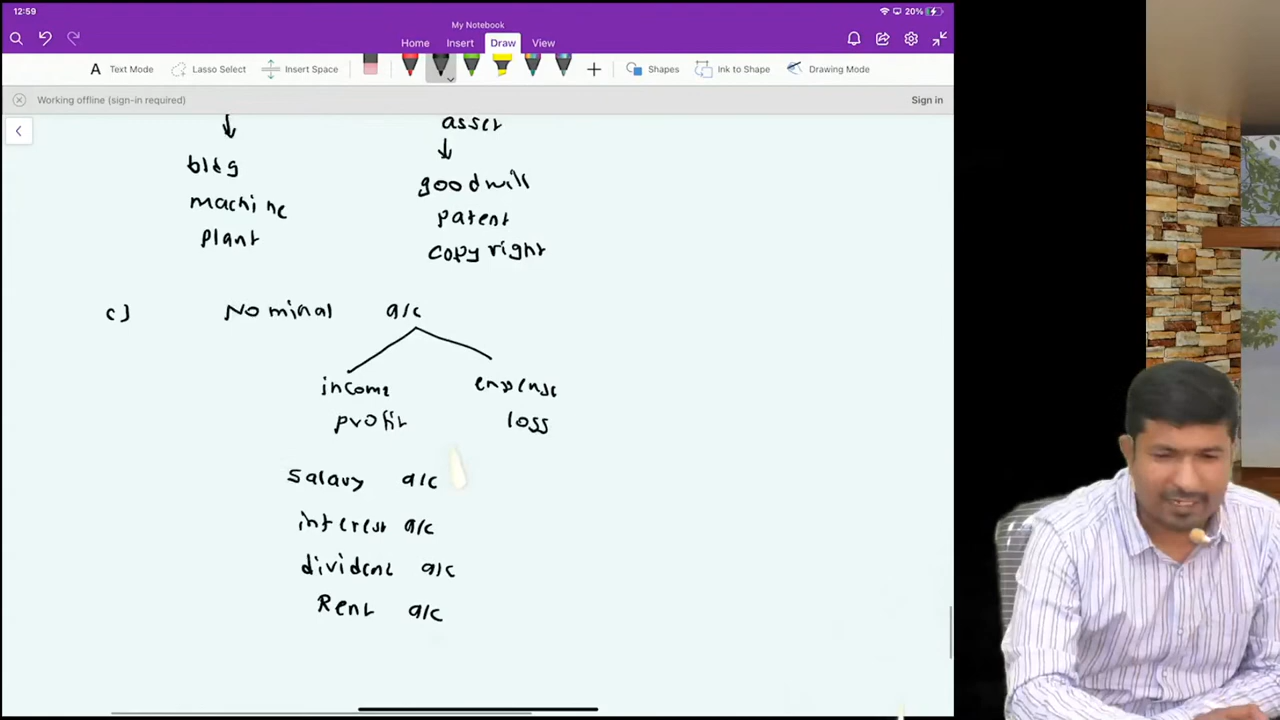 12:59
20%
My Notebook
Home Insert Draw View
Text Mode Lasso Select Insert Space Shapes Ink to Shape Drawing Mode
Working offline (sign-in required) Sign in
asset
bldg
goodwill
machine
patent
plant
copy right
c) Nominal a/c
income expense
profit loss
salary a/c
interest a/c
divident a/c
Rent a/c